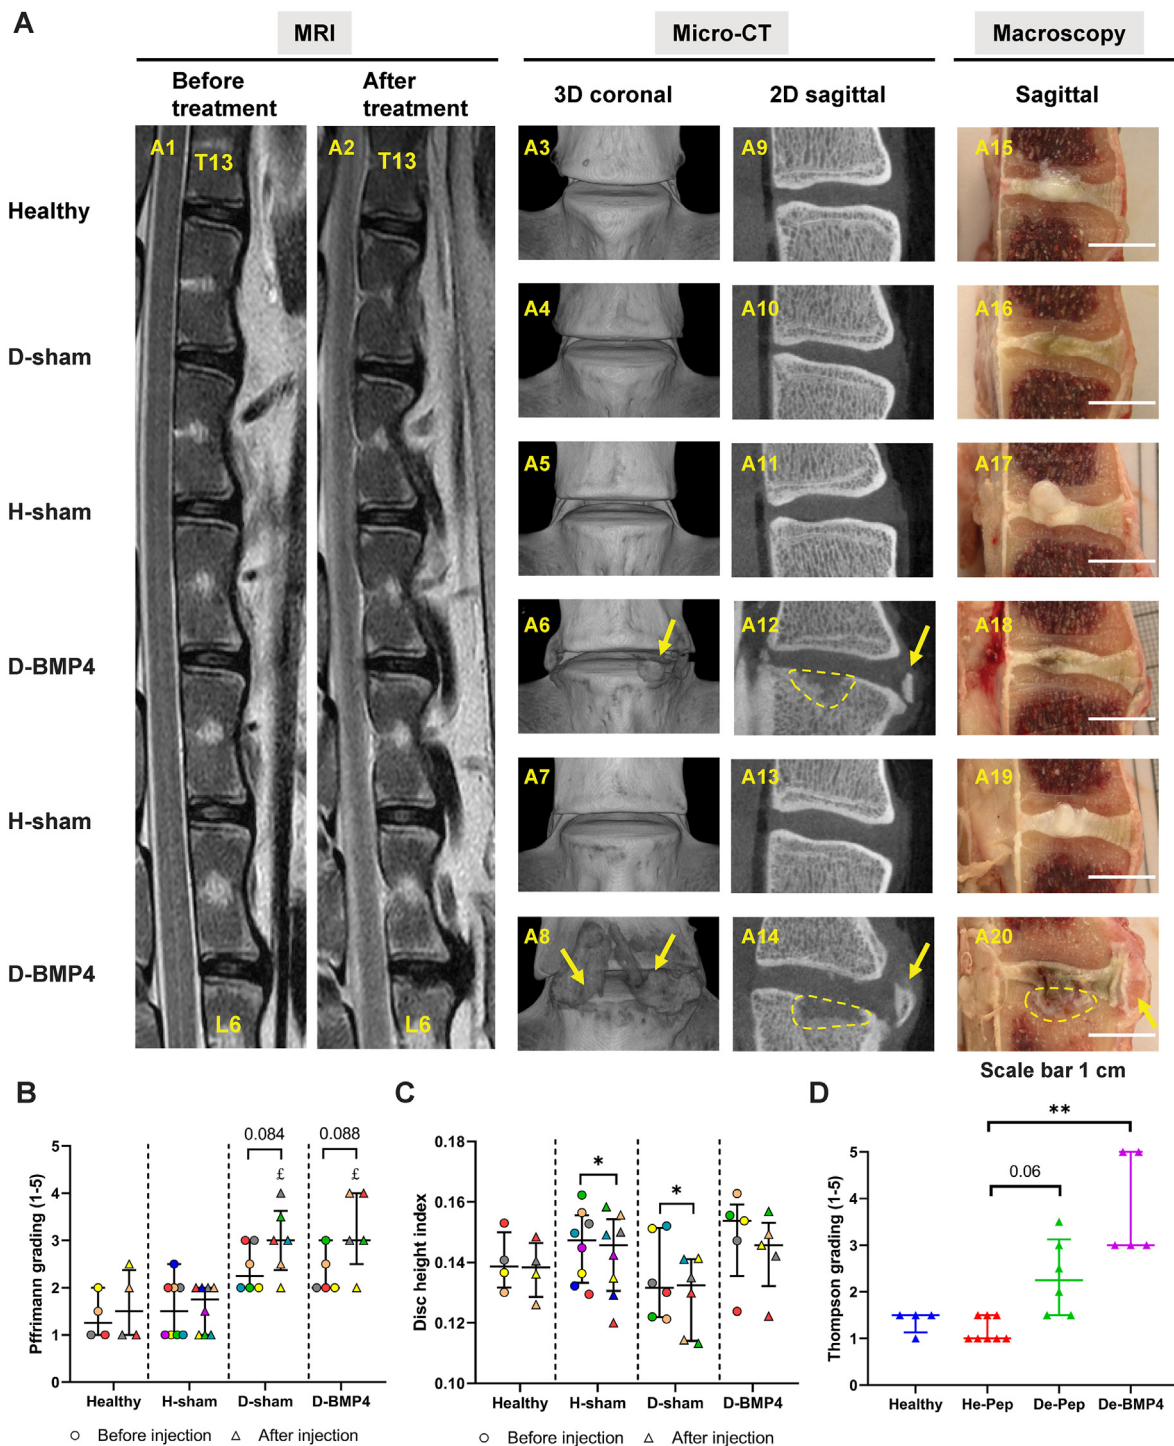 A
MRI
Micro-CT
Macroscopy
Before
treatment
After
treatment
3D coronal
2D sagittal
Sagittal
Healthy
A1
T13
A2
T13
A3
A9
A15
D-sham
A4
A10
A16
H-sham
A5
A11
A17
D-BMP4
A6
A12
A18
H-sham
A7
A13
A19
D-BMP4
A8
A14
A20
L6
L6
Scale bar 1 cm
B
Pffrimann grading (1-5)
5
4
3
2
1
0.084
0.088
£
£
Healthy
H-sham
D-sham
D-BMP4
Before injection
After injection
C
Disc height index
0.18
0.16
0.14
0.12
0.10
*
*
Healthy
H-sham
D-sham
D-BMP4
Before injection
After injection
D
Thompson grading (1-5)
5
4
3
2
1
**
0.06
Healthy
He-Pep
De-Pep
De-BMP4